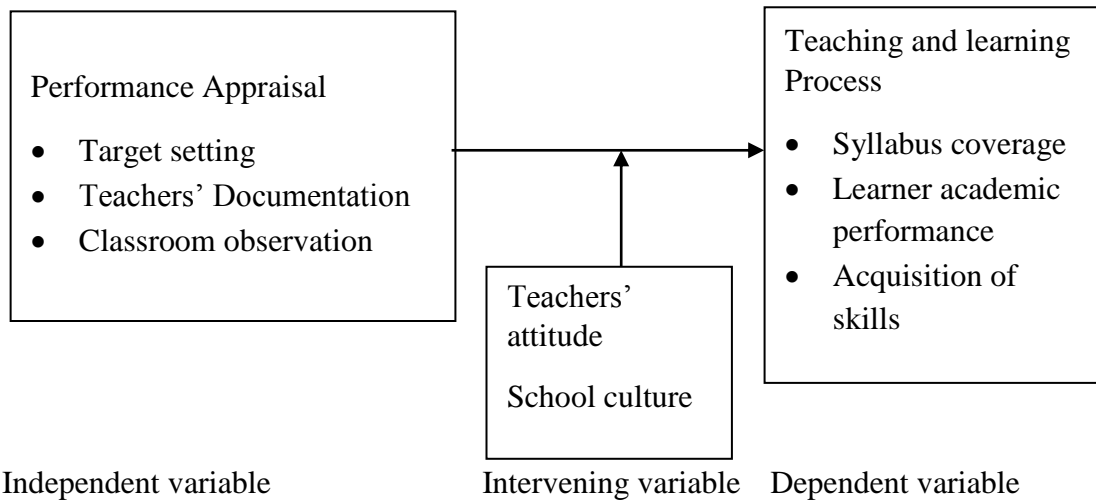 Performance Appraisal
• Target setting
• Teachers’ Documentation
• Classroom observation
Teachers’
attitude
School culture
Teaching and learning
Process
• Syllabus coverage
• Learner academic
performance
• Acquisition of
skills
Independent variable
Intervening variable
Dependent variable